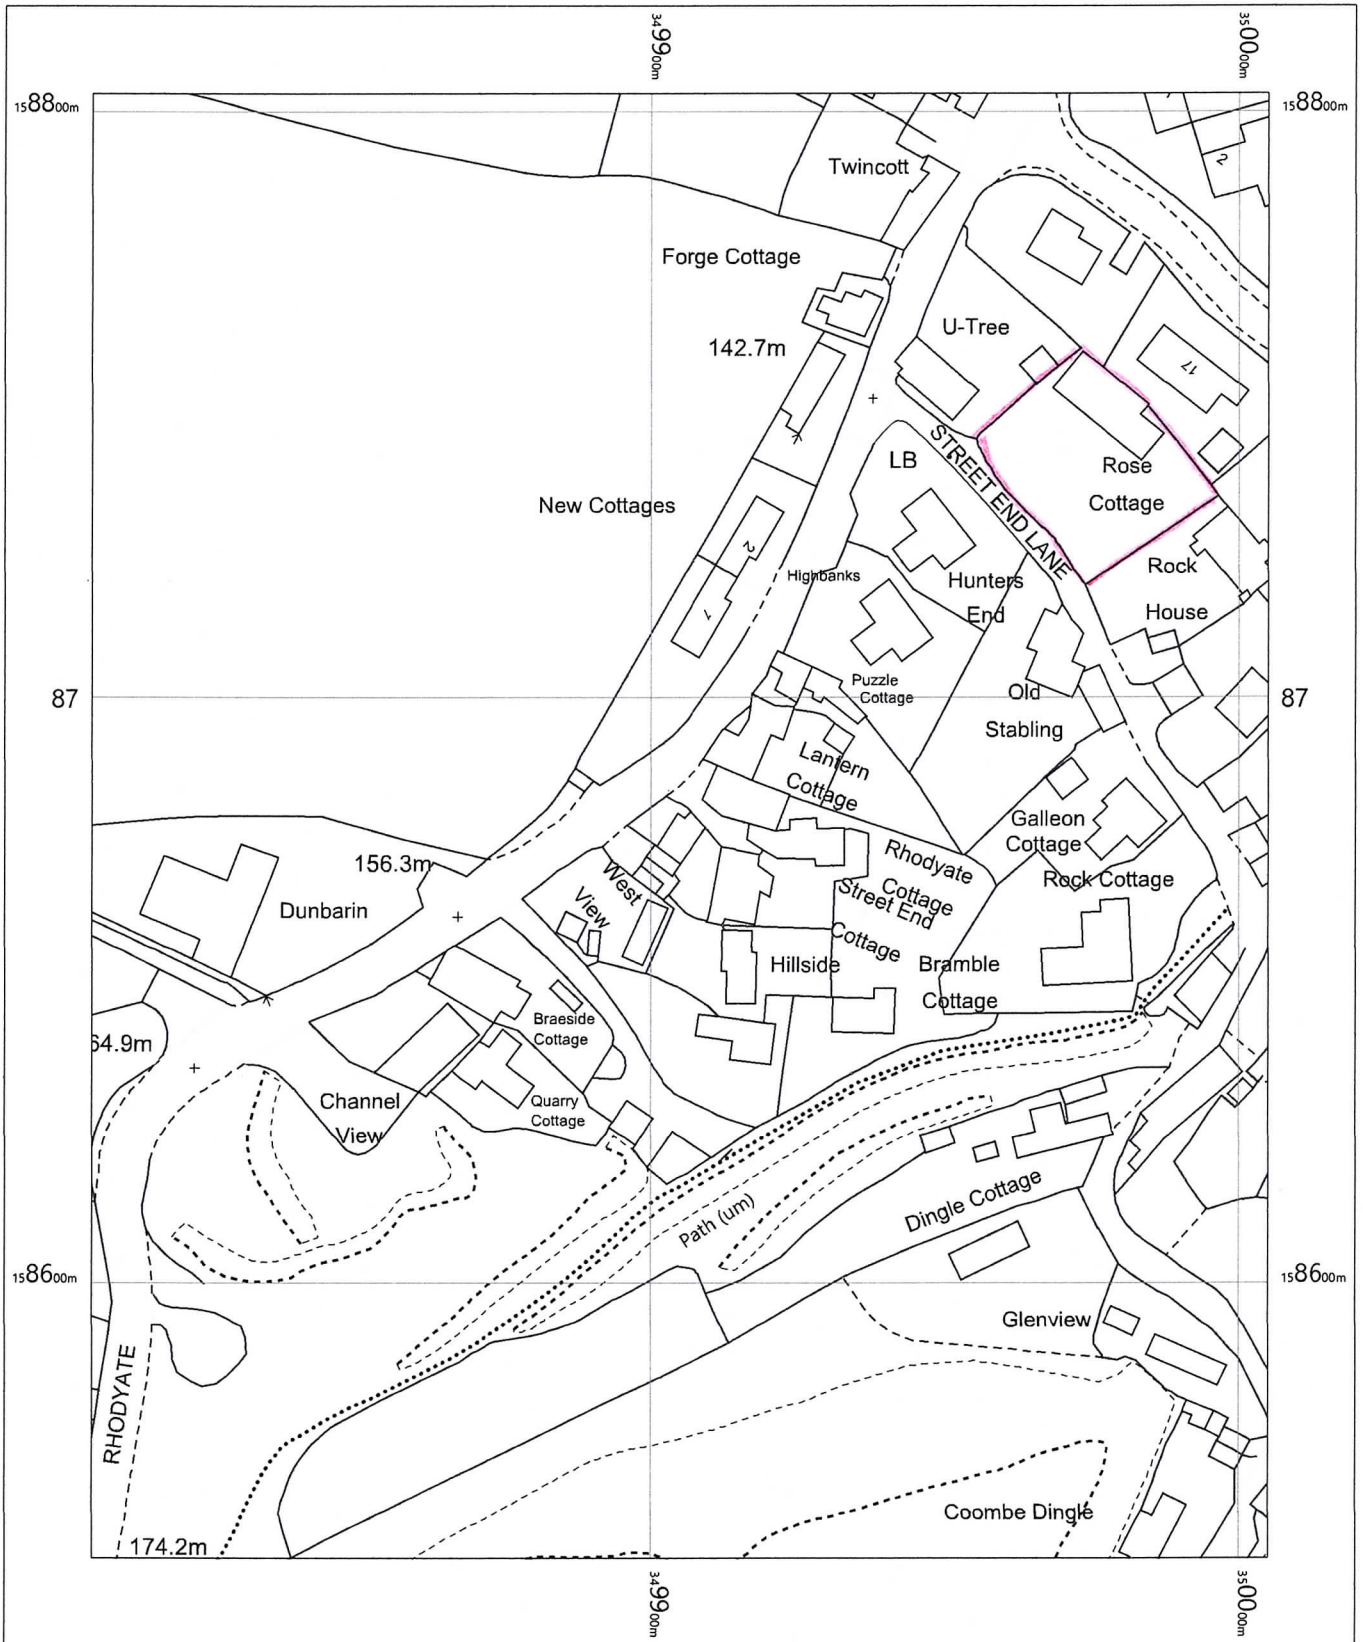 349900m
350000m
158800m
158800m
Twincott
2
Forge Cottage
U-Tree
142.7m
17
LB
STREET END LANE
Rose
Cottage
New Cottages
2
Highbanks
Hunters
End
Rock
House
1
Puzzle
Cottage
87
87
Old
Stabling
Lantern
Cottage
Galleon
Cottage
156.3m
Rhodyate
Cottage
Rock Cottage
West
View
Street End
Cottage
Dunbarin
Hillside
Bramble
Cottage
Braeside
Cottage
64.9m
Channel
View
Quarry
Cottage
Path (um)
Dingle Cottage
158600m
158600m
Glenview
RHODYATE
Coombe Dingle
174.2m
349900m
350000m